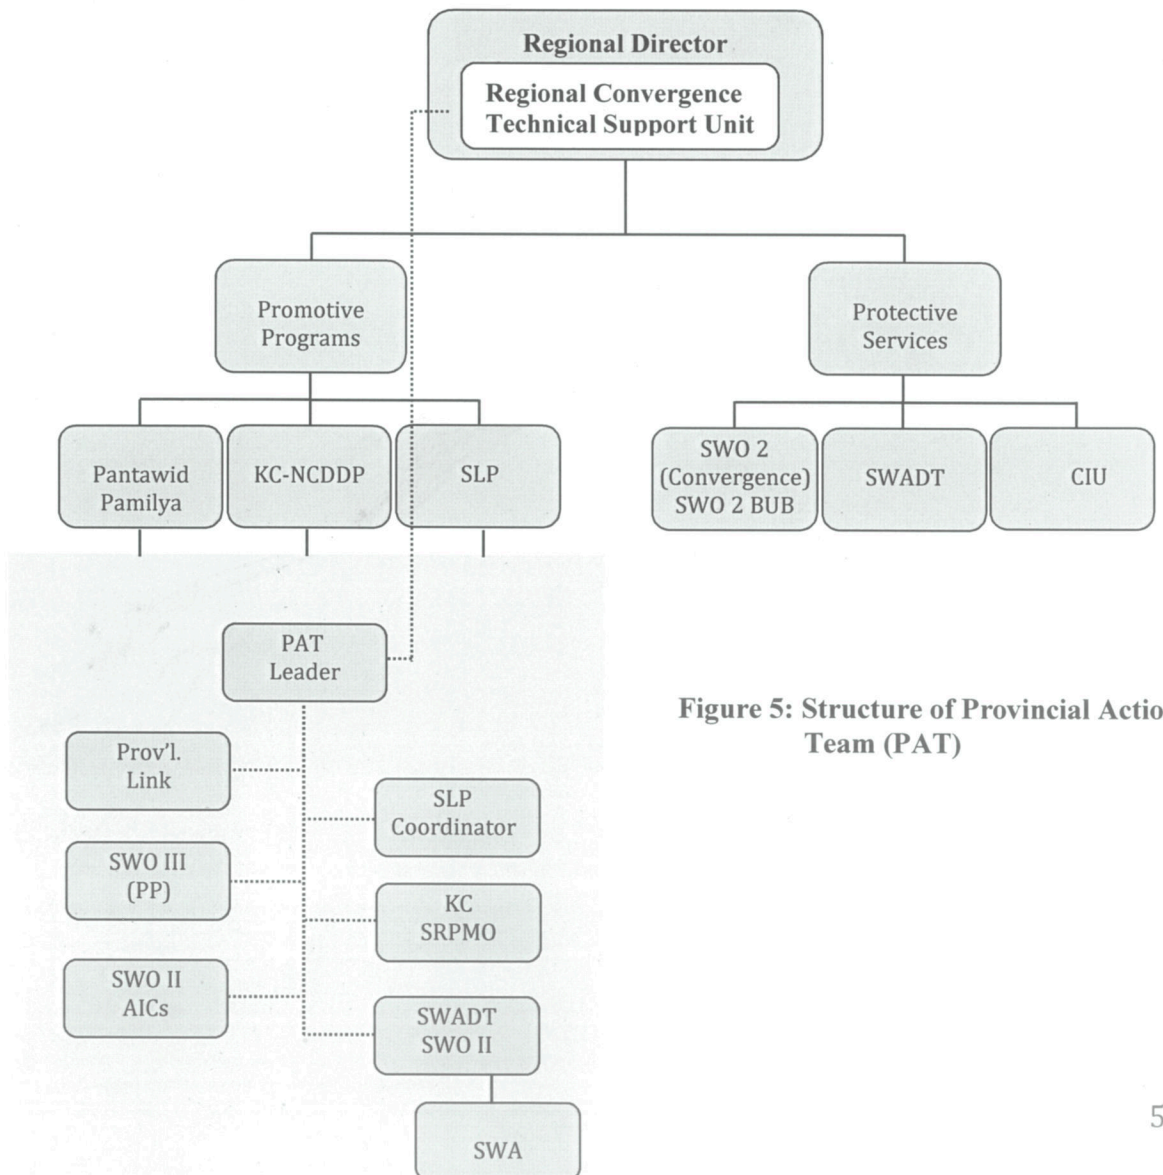 Regional Director
Regional Convergence
Technical Support Unit
Promotive
Programs
Protective
Services
Pantawid
Pamilya
KC-NCDDP
SLP
SWO 2
(Convergence)
SWO 2 BUB
SWADT
CIU
PAT
Leader
Figure 5: Structure of Provincial Actio
Team (PAT)
Prov'l.
Link
SLP
Coordinator
SWO III
(PP)
KC
SRPMO
SWO II
AICs
SWADT
SWO II
SWA
5